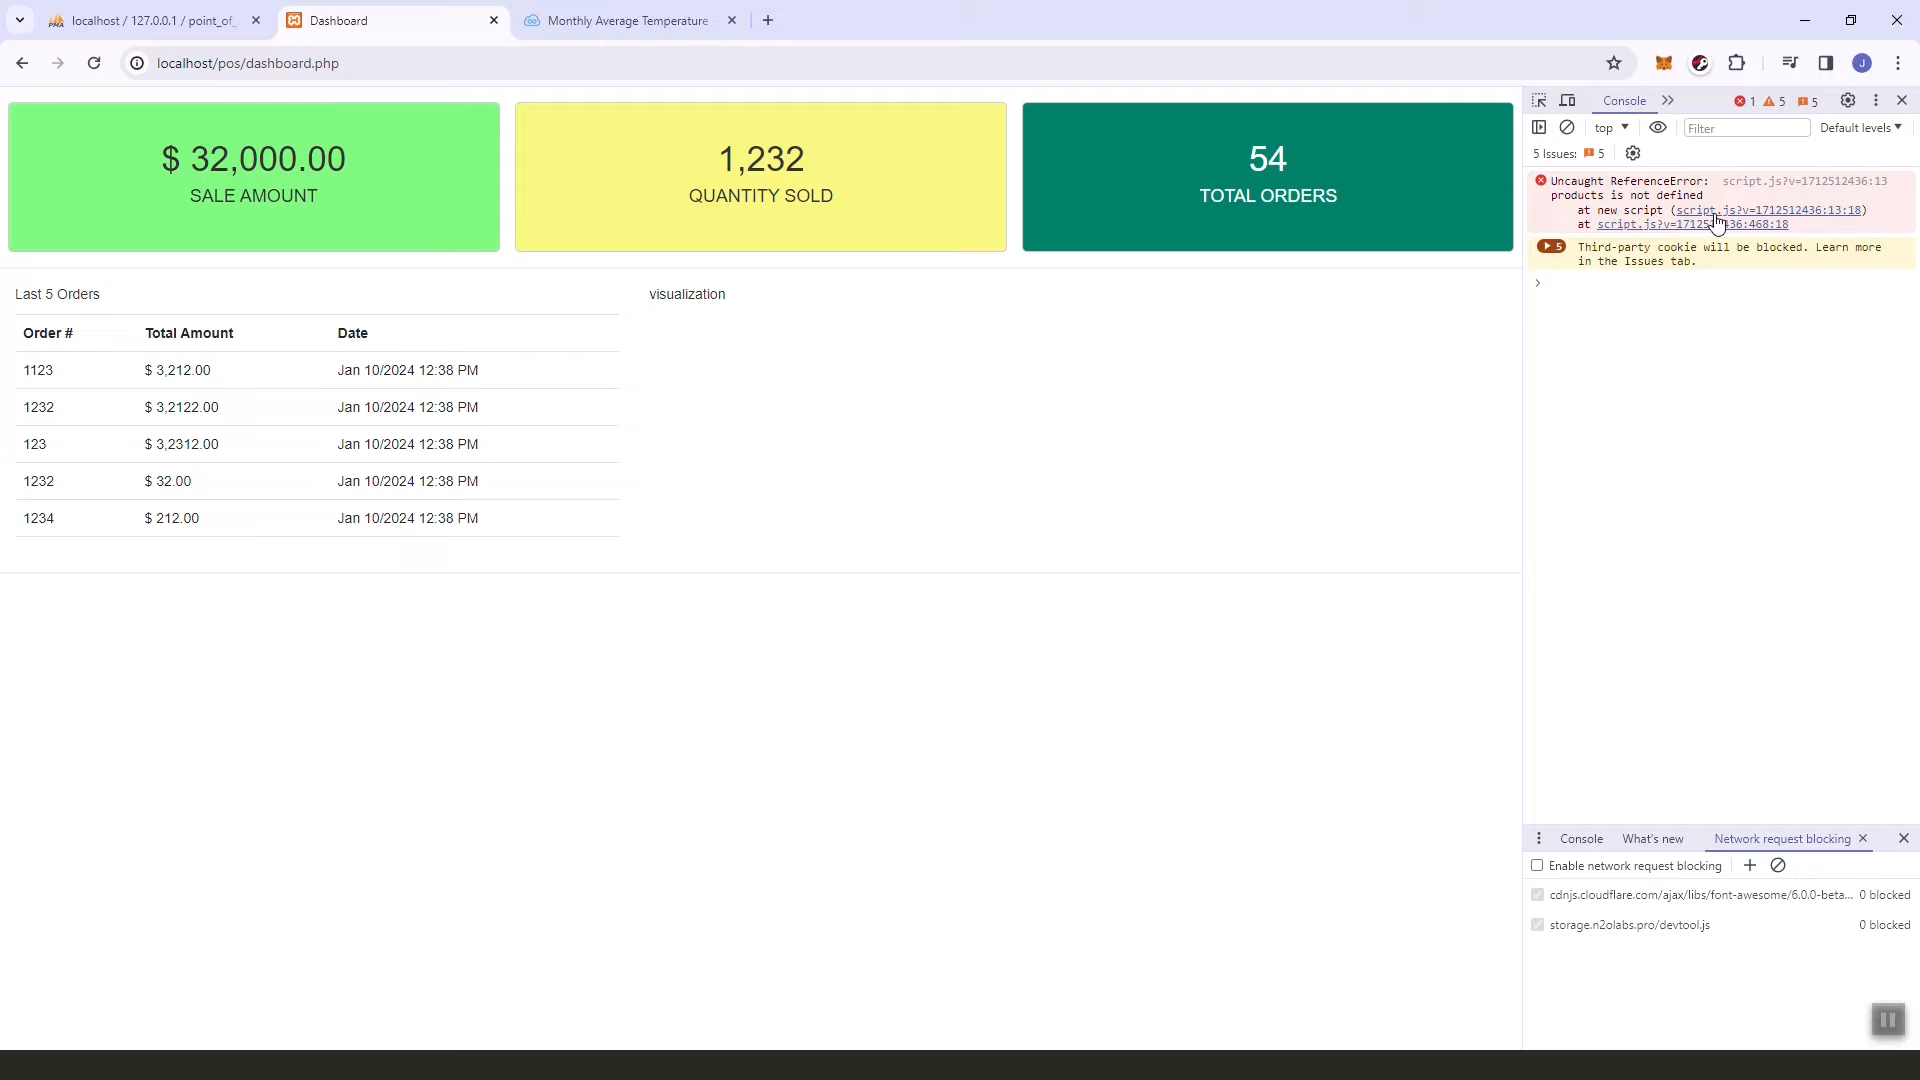 localhost / 127.0.0.1 / point_of_
Dashboard
Monthly Average Temperature
localhost/pos/dashboard.php
J
$ 32,000.00
SALE AMOUNT
1,232
QUANTITY SOLD
54
TOTAL ORDERS
Last 5 Orders
Order # Total Amount Date
1123 $ 3,212.00 Jan 10/2024 12:38 PM
1232 $ 3,2122.00 Jan 10/2024 12:38 PM
123 $ 3,2312.00 Jan 10/2024 12:38 PM
1232 $ 32.00 Jan 10/2024 12:38 PM
1234 $ 212.00 Jan 10/2024 12:38 PM
visualization
Console 1 5 5
top Filter Default levels
5 Issues: 5
Uncaught ReferenceError: script.js?v=1712512436:13
products is not defined
at new script (script.js?v=1712512436:13:18)
at script.js?v=1712512436:468:18
5 Third-party cookie will be blocked. Learn more
in the Issues tab.
Console What's new Network request blocking
Enable network request blocking
cdnjs.cloudflare.com/ajax/libs/font-awesome/6.0.0-beta... 0 blocked
storage.n2olabs.pro/devtool.js 0 blocked